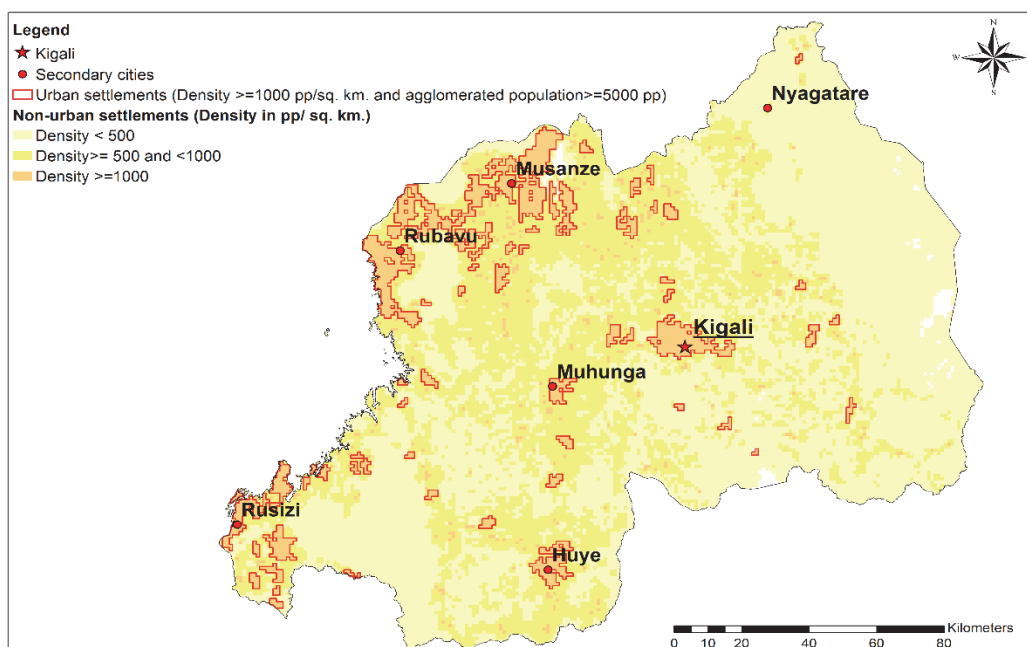 Legend
Kigali
Secondary cities
Urban settlements (Density >=1000 pp/sq. km. and agglomerated population>=5000 pp)
Non-urban settlements (Density in pp/ sq. km.)
Density < 500
Density>= 500 and <1000
Density >=1000
N
W E
S
Nyagatare
Musanze
Rubavu
Kigali
Muhunga
Rusizi
Huye
Kilometers
0 5 10 20 40 60 80